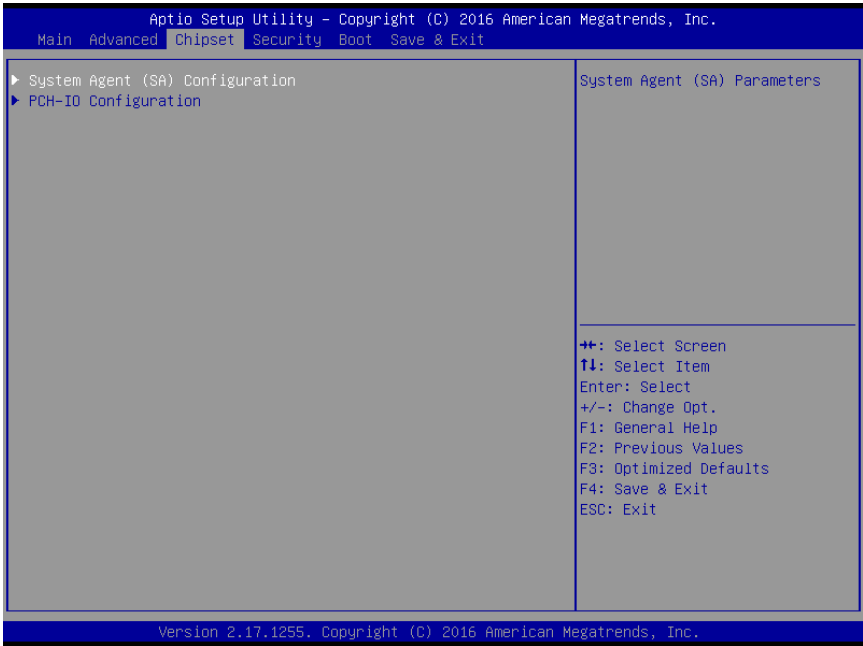 Aptio Setup Utility – Copyright (C) 2016 American Megatrends, Inc.
Main Advanced Chipset Security Boot Save & Exit
▶ System Agent (SA) Configuration
▶ PCH-IO Configuration
System Agent (SA) Parameters
→←: Select Screen
↑↓: Select Item
Enter: Select
+/-: Change Opt.
F1: General Help
F2: Previous Values
F3: Optimized Defaults
F4: Save & Exit
ESC: Exit
Version 2.17.1255. Copyright (C) 2016 American Megatrends, Inc.